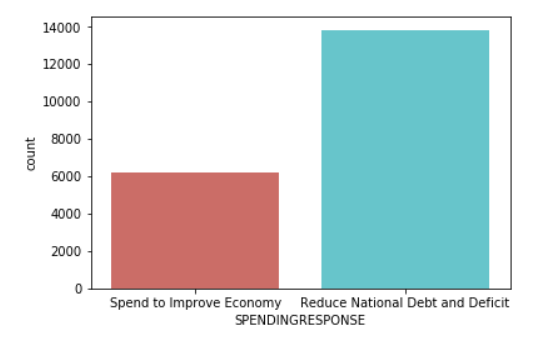 14000
12000
10000
8000
6000
4000
2000
0
count
Spend to Improve Economy
Reduce National Debt and Deficit
SPENDINGRESPONSE